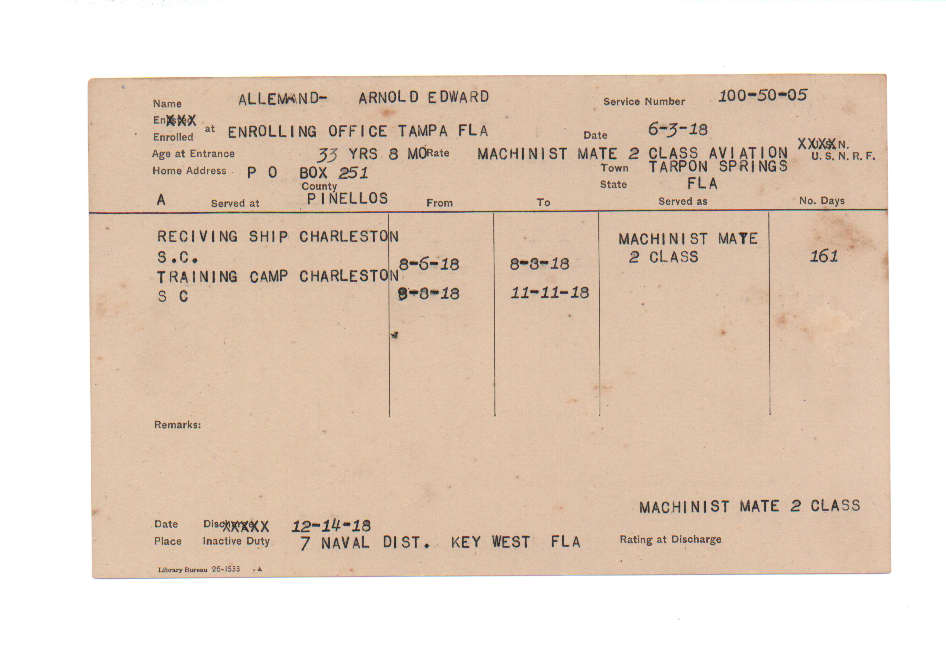 Name ALLEMAND- ARNOLD EDWARD Service Number 100-50-05
Enrolled at ENROLLING OFFICE TAMPA FLA Date 6-3-18
Age at Entrance 33 YRS 8 MO Rate MACHINIST MATE 2 CLASS AVIATION XXXXN. U. S. N. R. F.
Home Address P O BOX 251 Town TARPON SPRINGS
County PINELLOS State FLA
A Served at From To Served as No. Days
RECIVING SHIP CHARLESTON MACHINIST MATE
S.C. 8-6-18 8-8-18 2 CLASS 161
TRAINING CAMP CHARLESTON
S C 8-8-18 11-11-18
Remarks:
MACHINIST MATE 2 CLASS
Date XXXXX 12-14-18
Place Inactive Duty 7 NAVAL DIST. KEY WEST FLA Rating at Discharge
Library Bureau 26-1533 . A